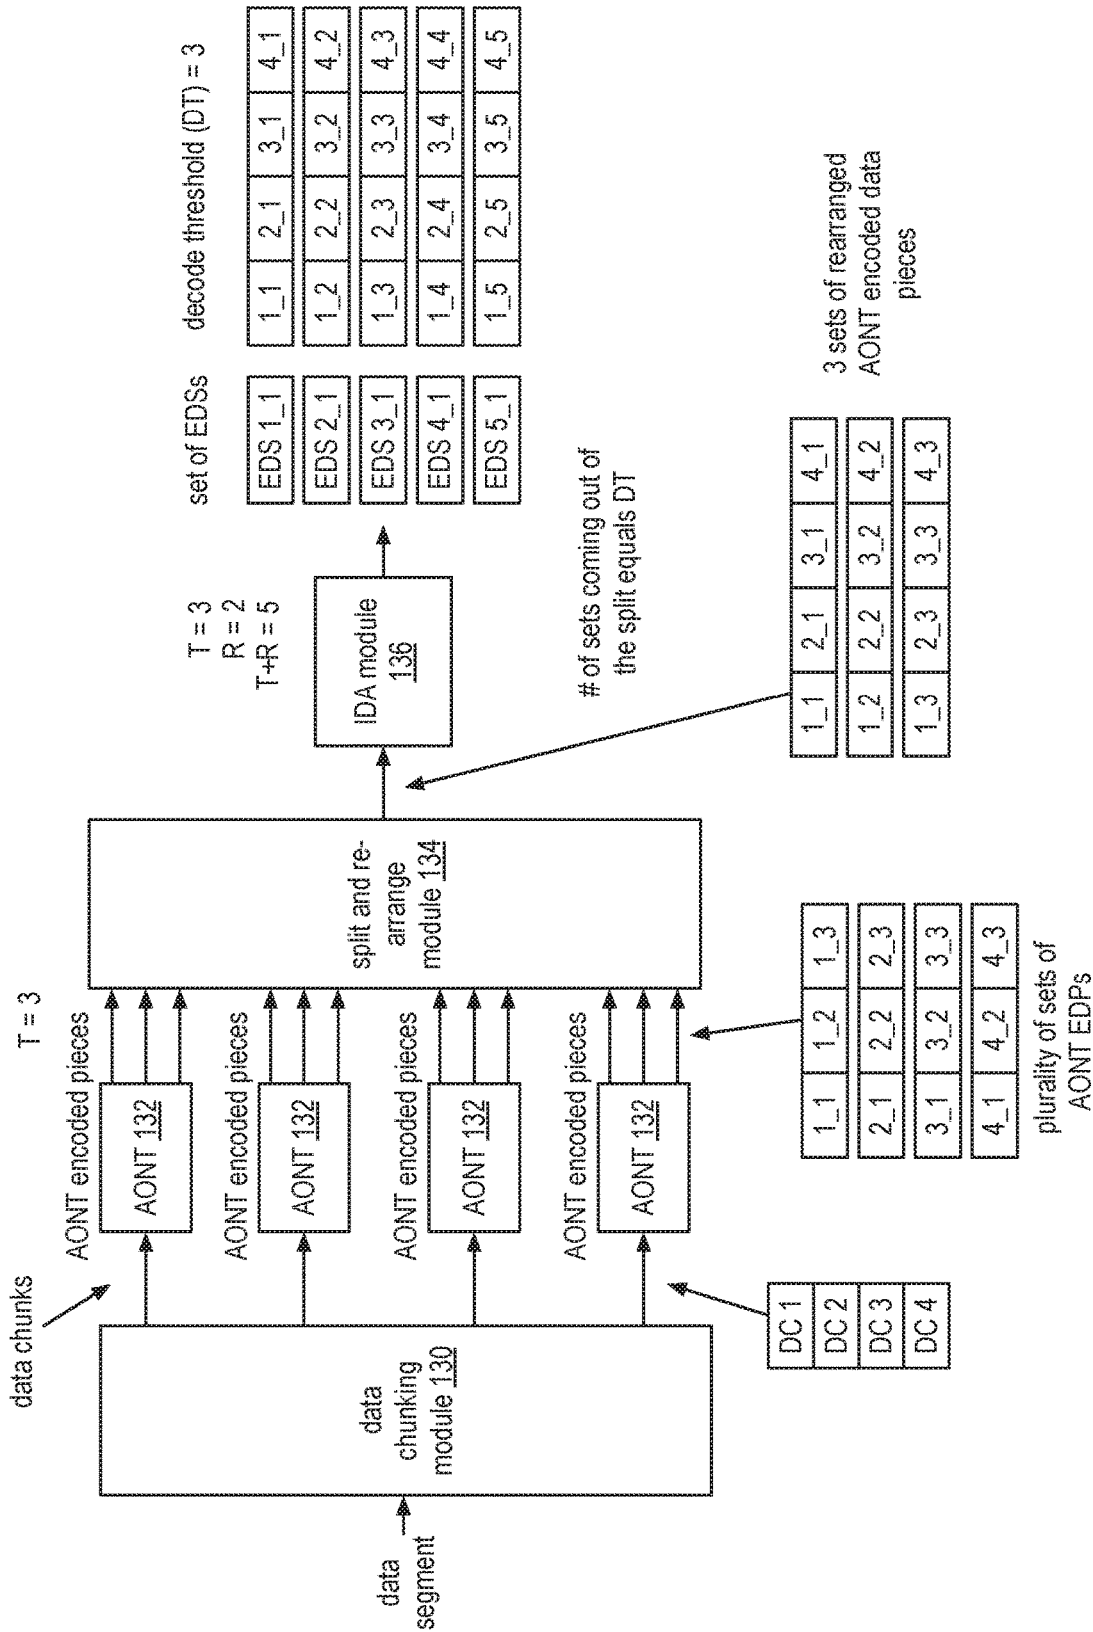 data
segment
data
chunking
module 130
data chunks
DC 1
DC 2
DC 3
DC 4
AONT encoded pieces
AONT 132
AONT encoded pieces
AONT 132
AONT encoded pieces
AONT 132
AONT encoded pieces
AONT 132
T = 3
1_1 1_2 1_3
2_1 2_2 2_3
3_1 3_2 3_3
4_1 4_2 4_3
plurality of sets of
AONT EDPs
split and re-
arrange
module 134
# of sets coming out of
the split equals DT
1_1 2_1 3_1 4_1
1_2 2_2 3_2 4_2
1_3 2_3 3_3 4_3
3 sets of rearranged
AONT encoded data
pieces
T = 3
R = 2
T+R = 5
IDA module
136
set of EDSs
EDS 1_1
EDS 2_1
EDS 3_1
EDS 4_1
EDS 5_1
decode threshold (DT) = 3
1_1 2_1 3_1 4_1
1_2 2_2 3_2 4_2
1_3 2_3 3_3 4_3
1_4 2_4 3_4 4_4
1_5 2_5 3_5 4_5